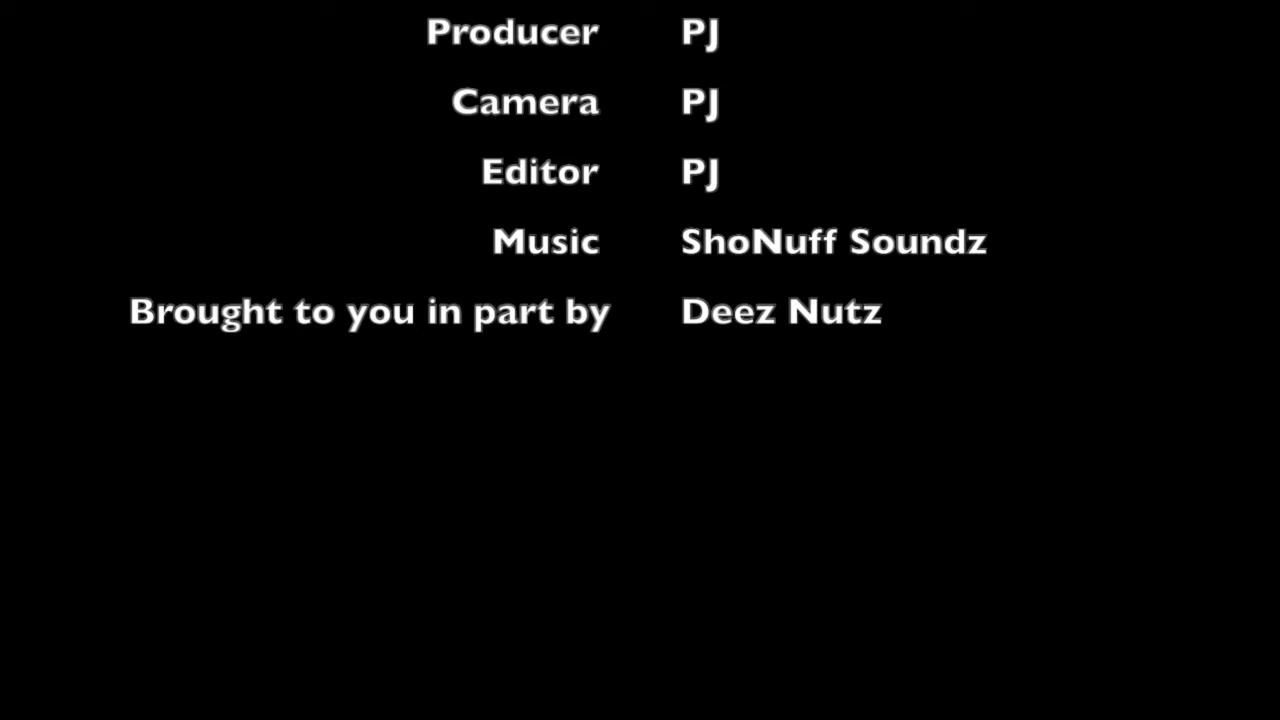 Producer PJ
Camera PJ
Editor PJ
Music ShoNuff Soundz
Brought to you in part by Deez Nutz